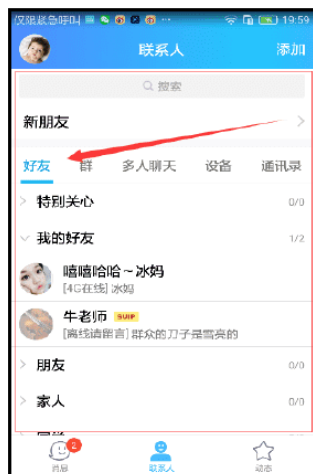 仅限紧急呼叫 19:59
联系人 添加
搜索
新朋友
好友 群 多人聊天 设备 通讯录
特别关心 0/0
我的好友 1/2
嘻嘻哈哈~冰妈
[4G在线] 冰妈
牛老师 SVIP
[离线请留言] 群众的刀子是雪亮的
朋友 0/0
家人 0/0
2
消息 联系人 动态